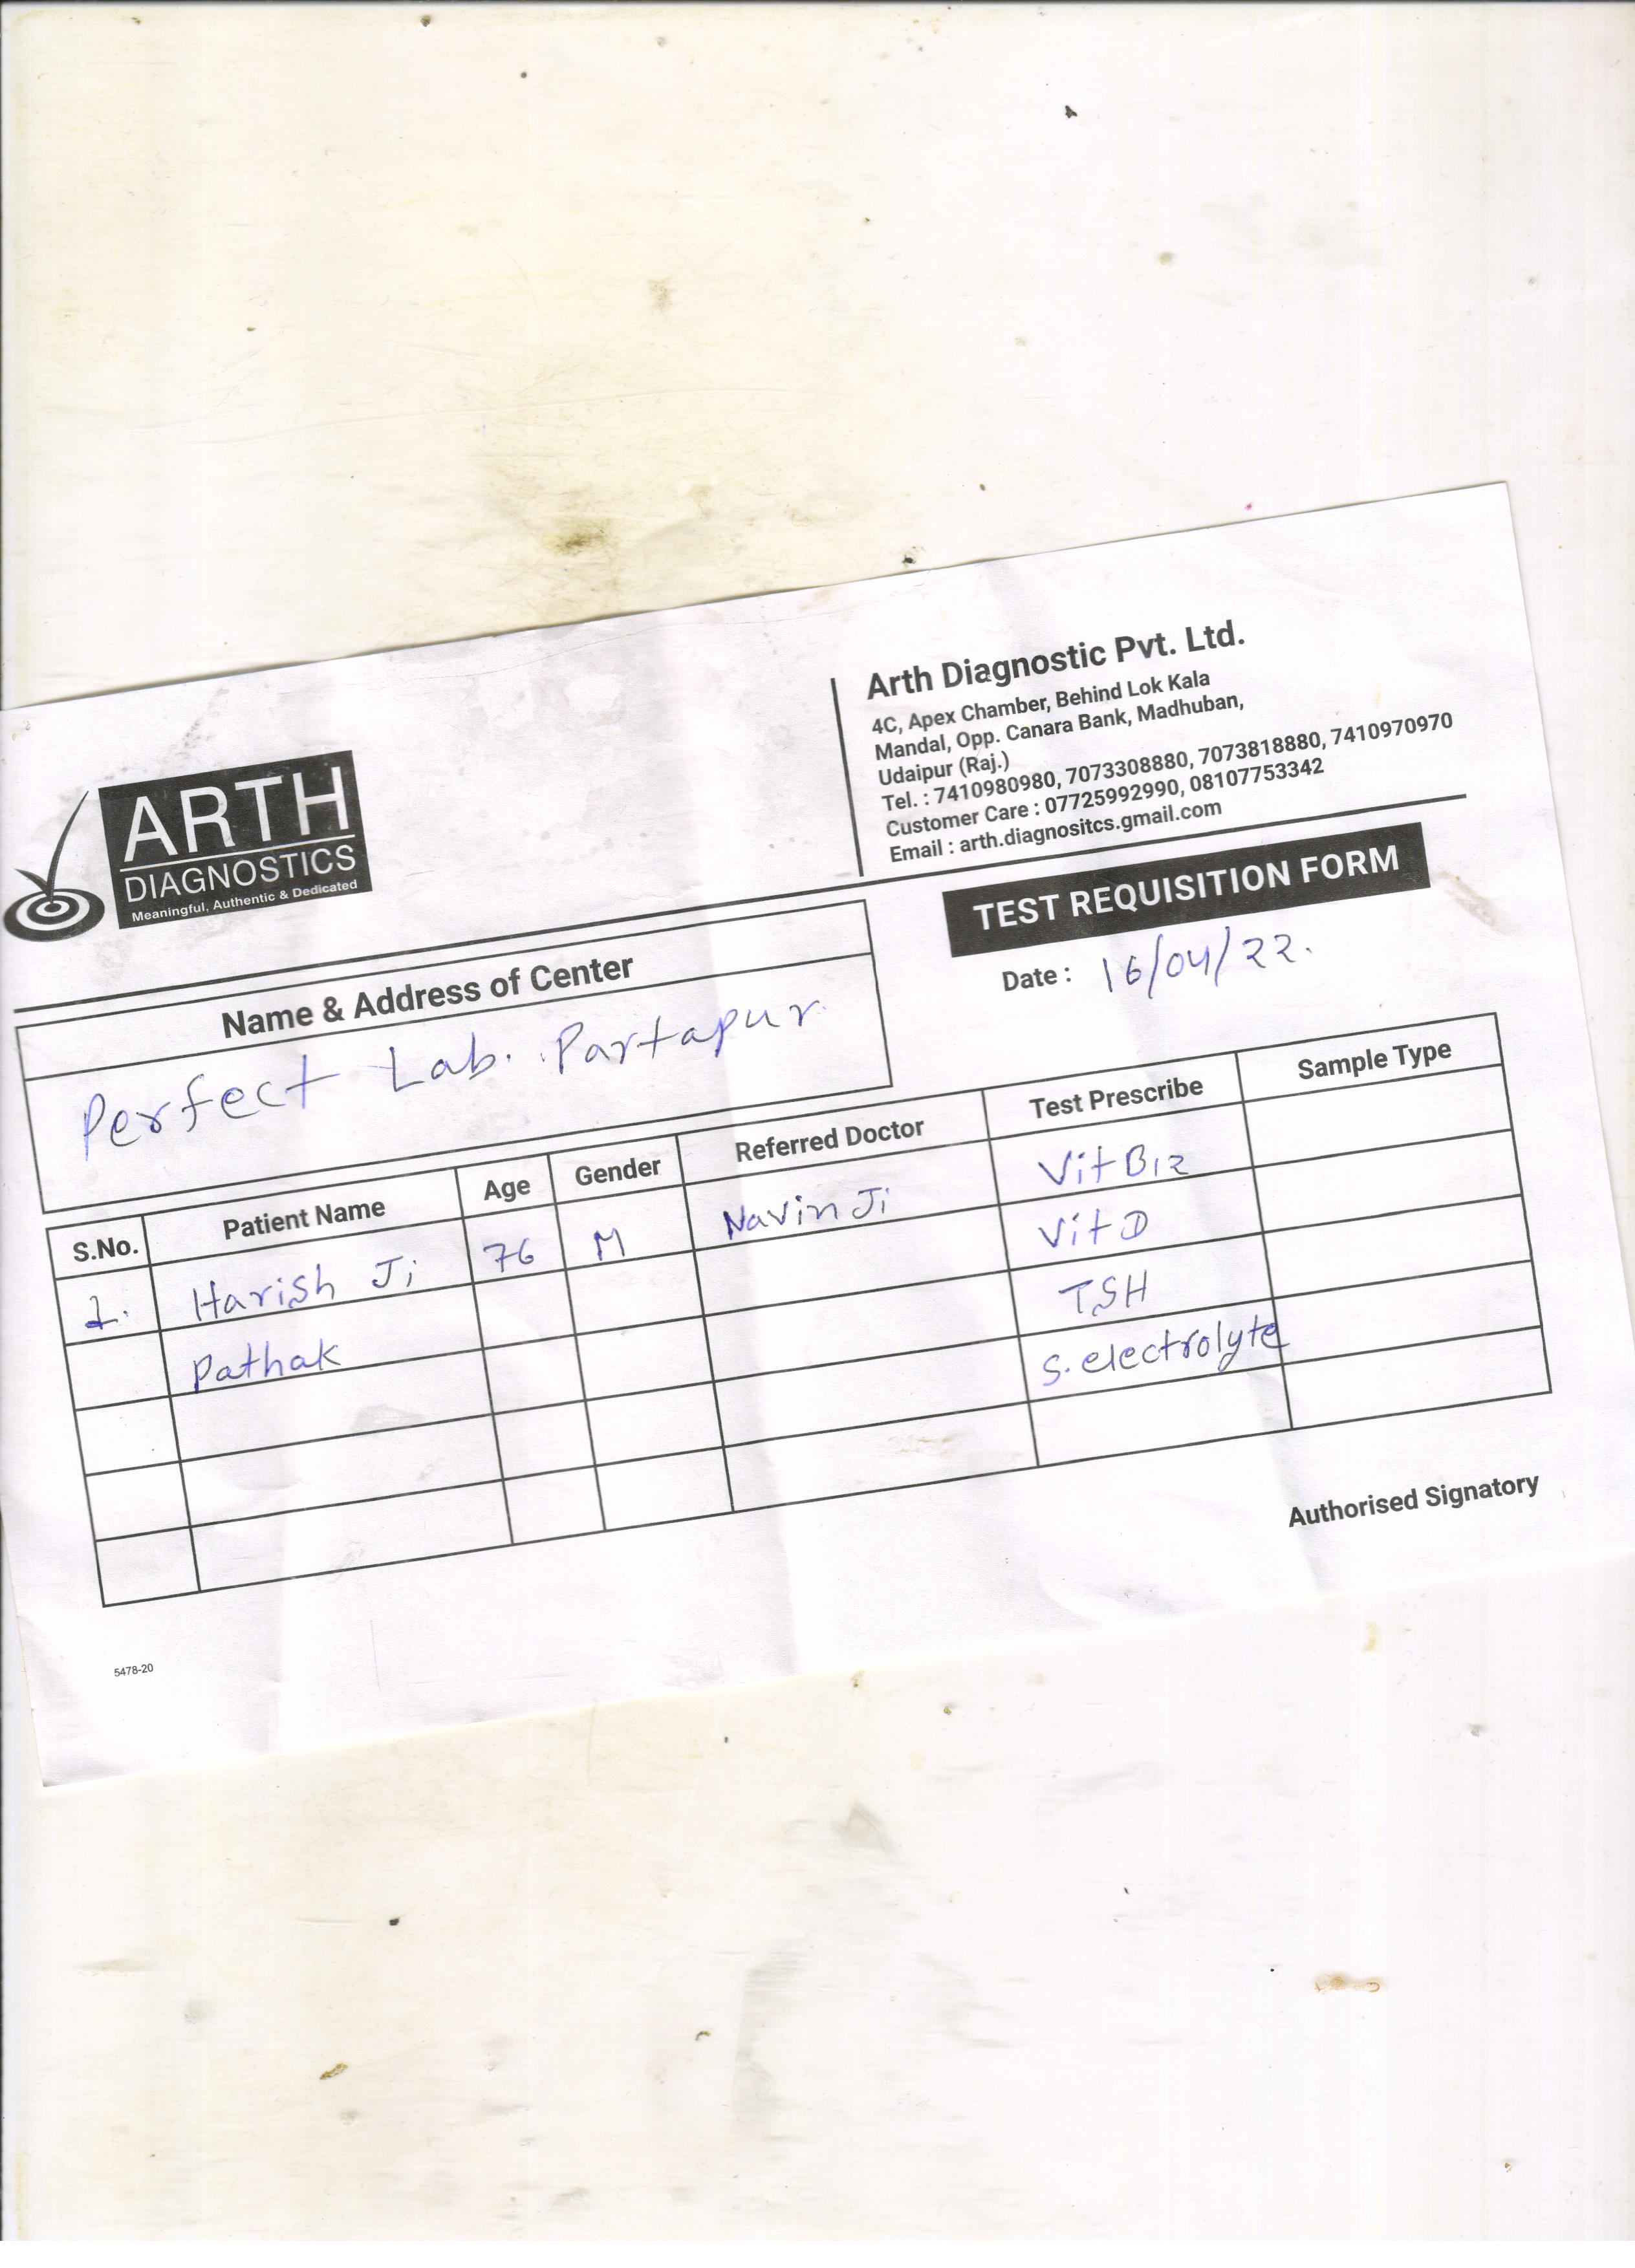 ARTH
DIAGNOSTICS
Meaningful, Authentic & Dedicated
Arth Diagnostic Pvt. Ltd.
4C, Apex Chamber, Behind Lok Kala
Mandal, Opp. Canara Bank, Madhuban,
Udaipur (Raj.)
Tel. : 7410980980, 7073308880, 7073818880, 7410970970
Customer Care : 07725992990, 08107753342
Email : arth.diagnositcs.gmail.com
TEST REQUISITION FORM
Date : 16/04/22.
Name & Address of Center
Perfect Lab. Partapur
S.No. Patient Name Age Gender Referred Doctor Test Prescribe Sample Type
1. Harish Ji 76 M Navin Ji Vit B12
Pathak Vit D
TSH
S. electrolyte
Authorised Signatory
5478-20